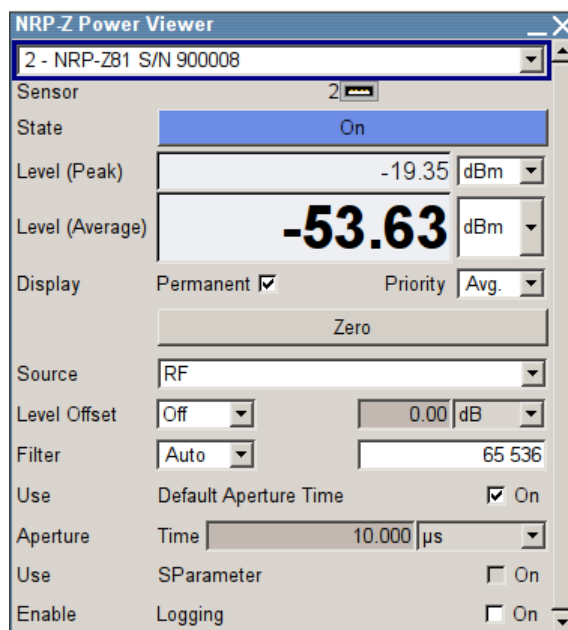 NRP-Z Power Viewer
2 - NRP-Z81 S/N 900008
Sensor 2
State On
Level (Peak) -19.35 dBm
Level (Average) -53.63 dBm
Display Permanent Priority Avg.
Zero
Source RF
Level Offset Off 0.00 dB
Filter Auto 65 536
Use Default Aperture Time On
Aperture Time 10.000 µs
Use SParameter On
Enable Logging On